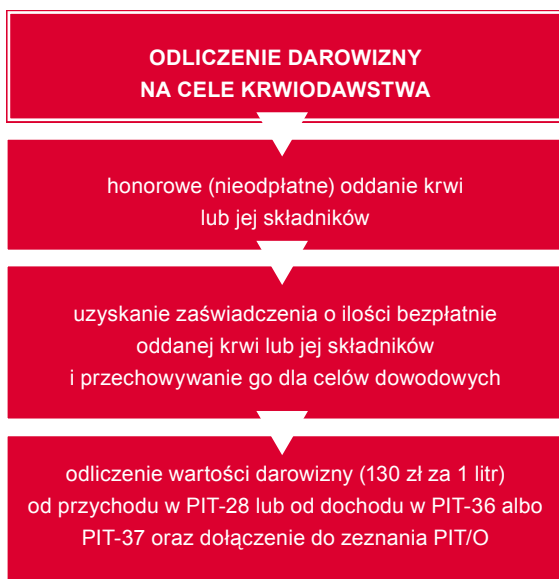 ODLICZENIE DAROWIZNY
NA CELE KRWIODAWSTWA
honorowe (nieodpłatne) oddanie krwi
lub jej składników
uzyskanie zaświadczenia o ilości bezpłatnie
oddanej krwi lub jej składników
i przechowywanie go dla celów dowodowych
odliczenie wartości darowizny (130 zł za 1 litr)
od przychodu w PIT-28 lub od dochodu w PIT-36 albo
PIT-37 oraz dołączenie do zeznania PIT/O